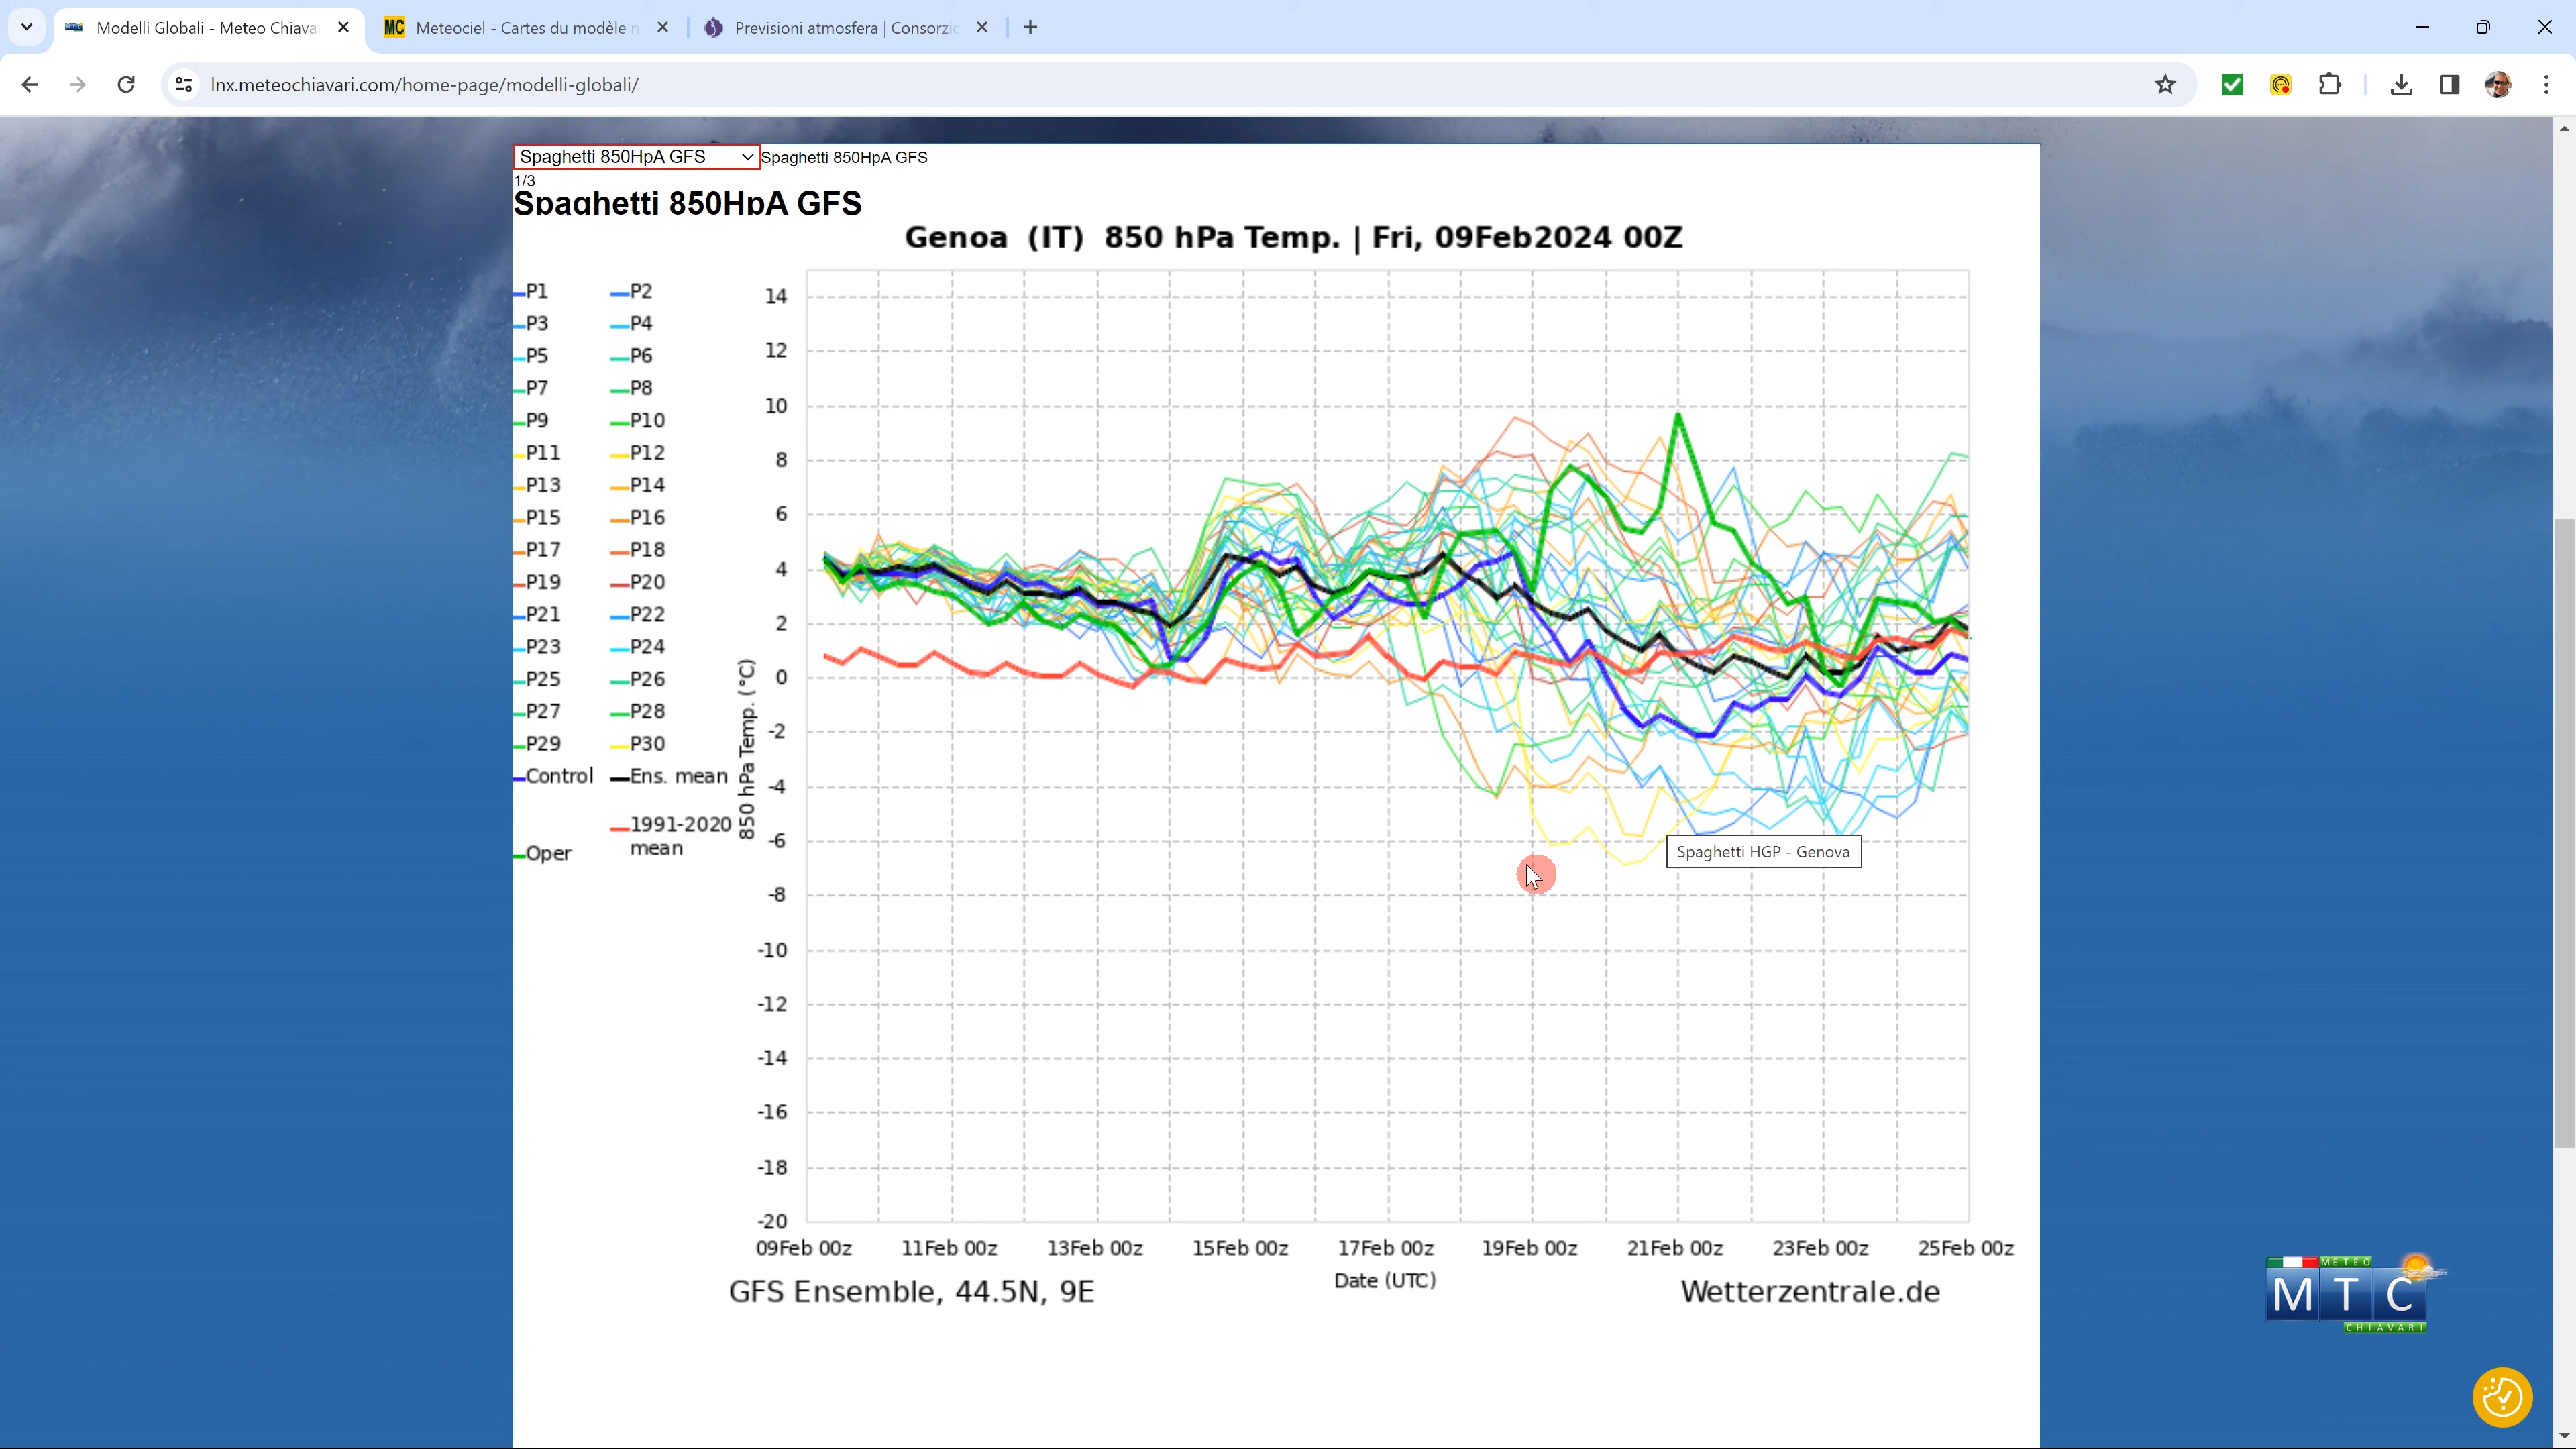 Modelli Globali - Meteo Chiava
Meteociel - Cartes du modèle n
Previsioni atmosfera | Consorzio
lnx.meteochiavari.com/home-page/modelli-globali/
Spaghetti 850HpA GFS
Spaghetti 850HpA GFS
1/3
Spaghetti 850HpA GFS
Genoa (IT) 850 hPa Temp. | Fri, 09Feb2024 00Z
P1 P2
P3 P4
P5 P6
P7 P8
P9 P10
P11 P12
P13 P14
P15 P16
P17 P18
P19 P20
P21 P22
P23 P24
P25 P26
P27 P28
P29 P30
Control Ens. mean
Oper 1991-2020
mean
850 hPa Temp. (°C)
14
12
10
8
6
4
2
0
-2
-4
-6
-8
-10
-12
-14
-16
-18
-20
Spaghetti HGP - Genova
09Feb 00z 11Feb 00z 13Feb 00z 15Feb 00z 17Feb 00z 19Feb 00z 21Feb 00z 23Feb 00z 25Feb 00z
Date (UTC)
GFS Ensemble, 44.5N, 9E
Wetterzentrale.de
METEO
MTC
CHIAVARI
MC